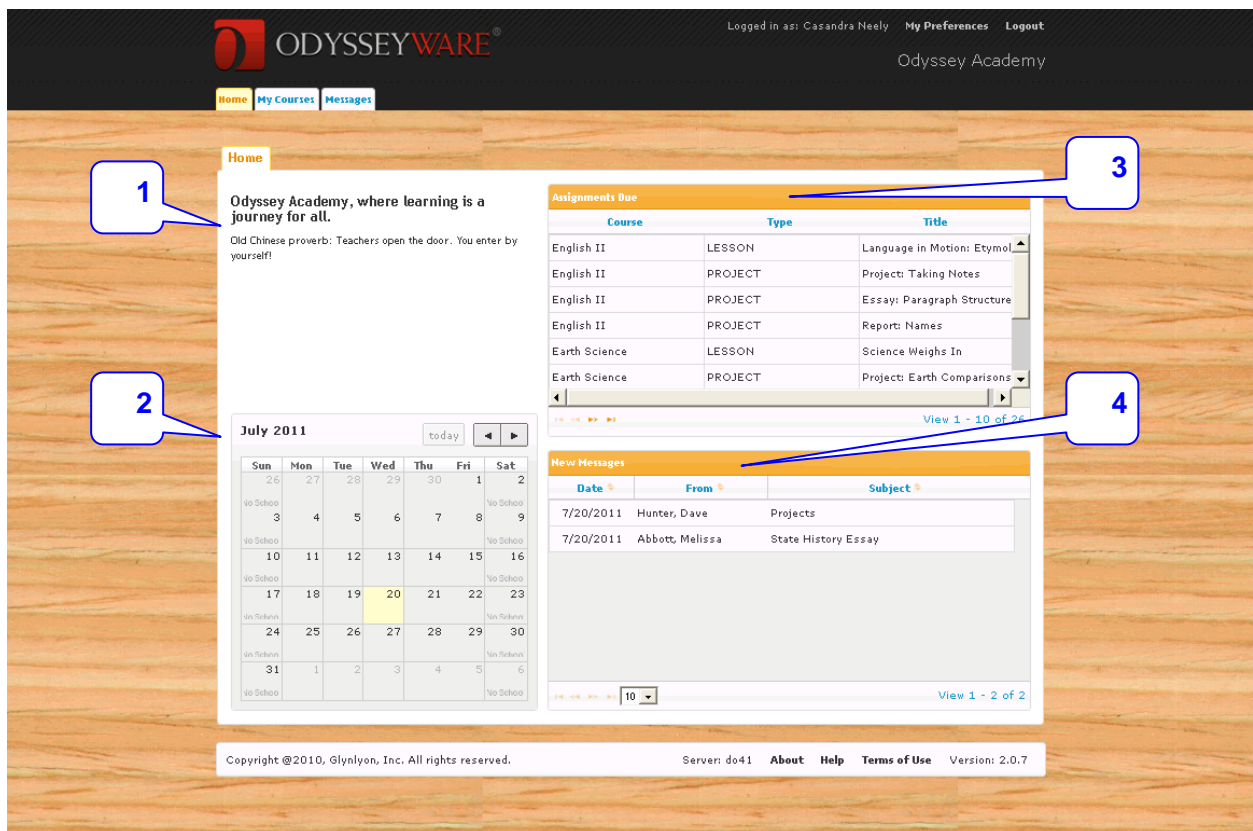 ODYSSEYWARE®
Logged in as: Casandra Neely My Preferences Logout
Odyssey Academy
Home My Courses Messages
Home
1
Odyssey Academy, where learning is a
journey for all.
Old Chinese proverb: Teachers open the door. You enter by
yourself!
3
Assignments Due
Course Type Title
English II LESSON Language in Motion: Etymol
English II PROJECT Project: Taking Notes
English II PROJECT Essay: Paragraph Structure
English II PROJECT Report: Names
Earth Science LESSON Science Weighs In
Earth Science PROJECT Project: Earth Comparisons
View 1 - 10 of 26
2
July 2011 today
Sun Mon Tue Wed Thu Fri Sat
26 27 28 29 30 1 2
No Schoo No Schoo
3 4 5 6 7 8 9
No Schoo No Schoo
10 11 12 13 14 15 16
No Schoo No Schoo
17 18 19 20 21 22 23
No Schoo No Schoo
24 25 26 27 28 29 30
No Schoo No Schoo
31 1 2 3 4 5 6
No Schoo No Schoo
4
New Messages
Date From Subject
7/20/2011 Hunter, Dave Projects
7/20/2011 Abbott, Melissa State History Essay
10 View 1 - 2 of 2
Copyright @2010, Glynlyon, Inc. All rights reserved. Server: do41 About Help Terms of Use Version: 2.0.7